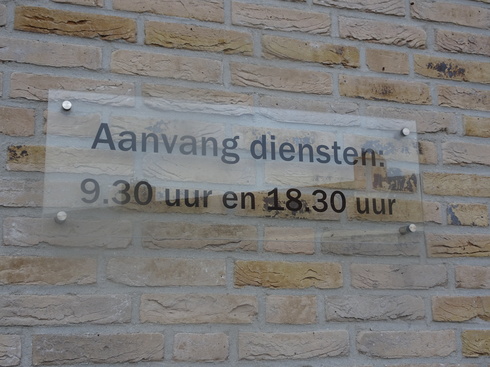 Aanvang diensten:
9.30 uur en 18.30 uur